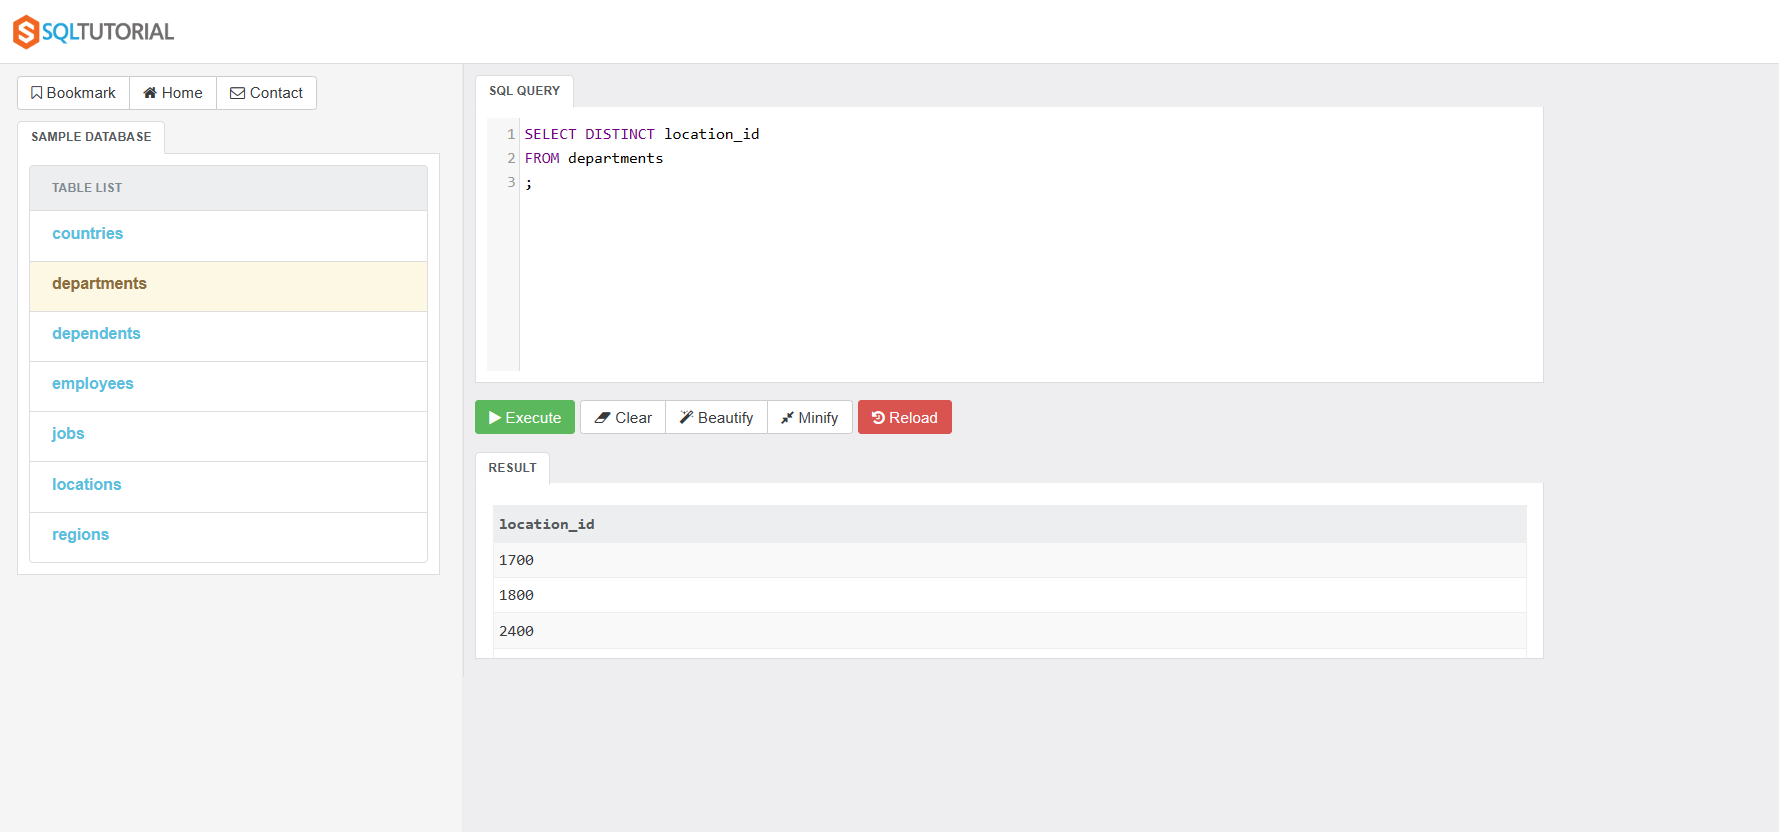 SQLTUTORIAL
Bookmark Home Contact
SAMPLE DATABASE
TABLE LIST
countries
departments
dependents
employees
jobs
locations
regions
SQL QUERY
1 SELECT DISTINCT location_id
2 FROM departments
3 ;
Execute Clear Beautify Minify Reload
RESULT
location_id
1700
1800
2400